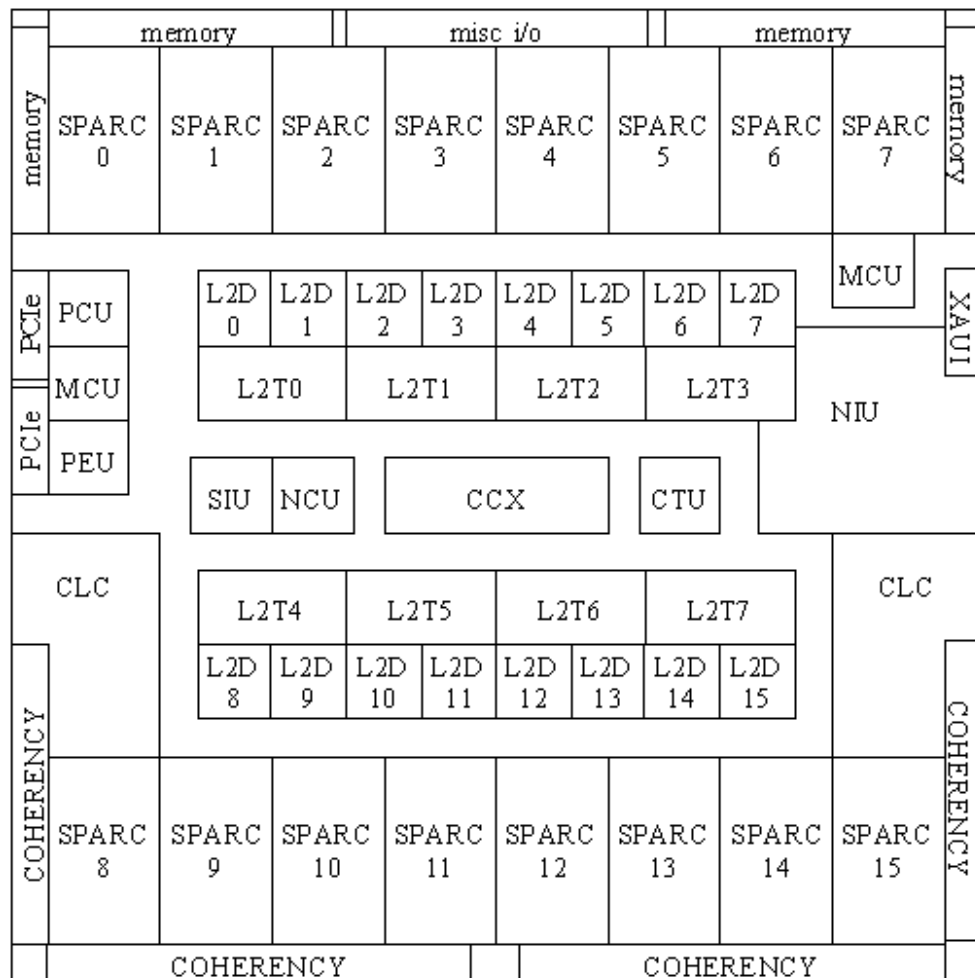 memory misc i/o memory
memory
memory
SPARC SPARC SPARC SPARC SPARC SPARC SPARC SPARC
0 1 2 3 4 5 6 7
MCU
PCIe
PCU
L2D L2D L2D L2D L2D L2D L2D L2D
0 1 2 3 4 5 6 7
XAUI
MCU
L2T0 L2T1 L2T2 L2T3
NIU
PCIe
PEU
SIU NCU CCX CTU
CLC
CLC
L2T4 L2T5 L2T6 L2T7
L2D L2D L2D L2D L2D L2D L2D L2D
8 9 10 11 12 13 14 15
COHERENCY
COHERENCY
SPARC SPARC SPARC SPARC SPARC SPARC SPARC SPARC
8 9 10 11 12 13 14 15
COHERENCY COHERENCY